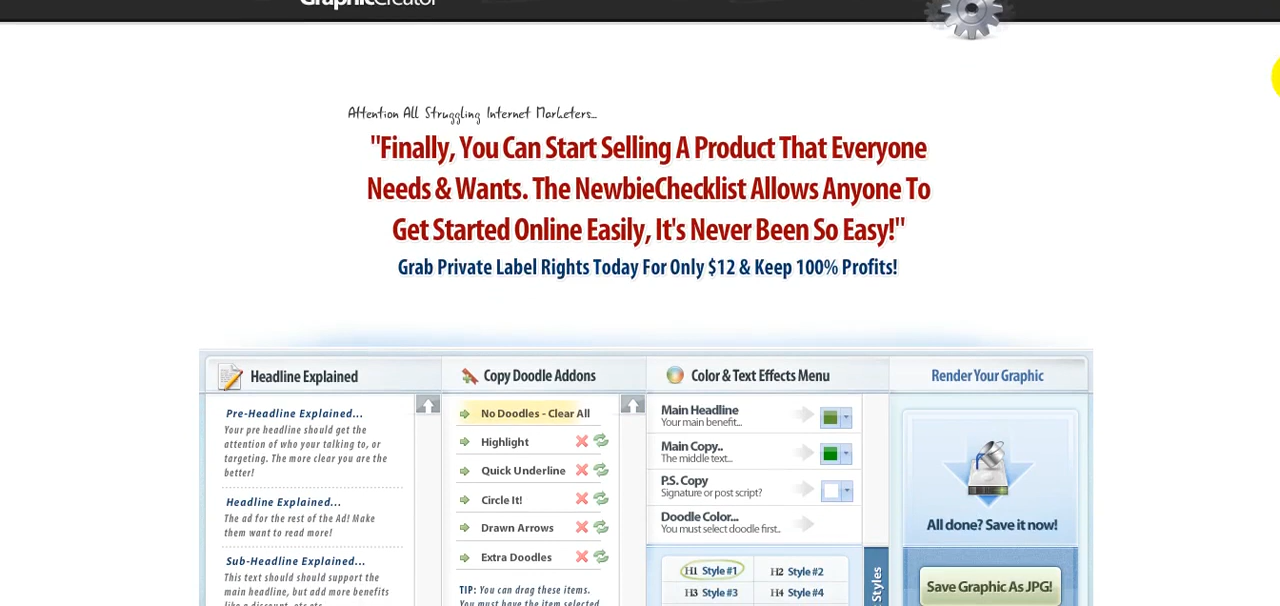 GraphicCreator
Attention All Struggling Internet Marketers...
"Finally, You Can Start Selling A Product That Everyone
Needs & Wants. The NewbieChecklist Allows Anyone To
Get Started Online Easily, It's Never Been So Easy!"
Grab Private Label Rights Today For Only $12 & Keep 100% Profits!
Headline Explained
Pre-Headline Explained...
Your pre headline should get the
attention of who your talking to, or
targeting. The more clear you are the
better!
Headline Explained...
The ad for the rest of the Ad! Make
them want to read more!
Sub-Headline Explained...
This text should should support the
main headline, but add more benefits
like a discount, etc etc
Copy Doodle Addons
No Doodles - Clear All
Highlight
Quick Underline
Circle It!
Drawn Arrows
Extra Doodles
TIP: You can drag these items.
You must have the item selected
Color & Text Effects Menu
Main Headline
Your main benefit...
Main Copy..
The middle text..
P.S. Copy
Signature or post script?
Doodle Color...
You must select doodle first..
H1 Style #1
H2 Style #2
H3 Style #3
H4 Style #4
Styles
Render Your Graphic
All done? Save it now!
Save Graphic As JPG!